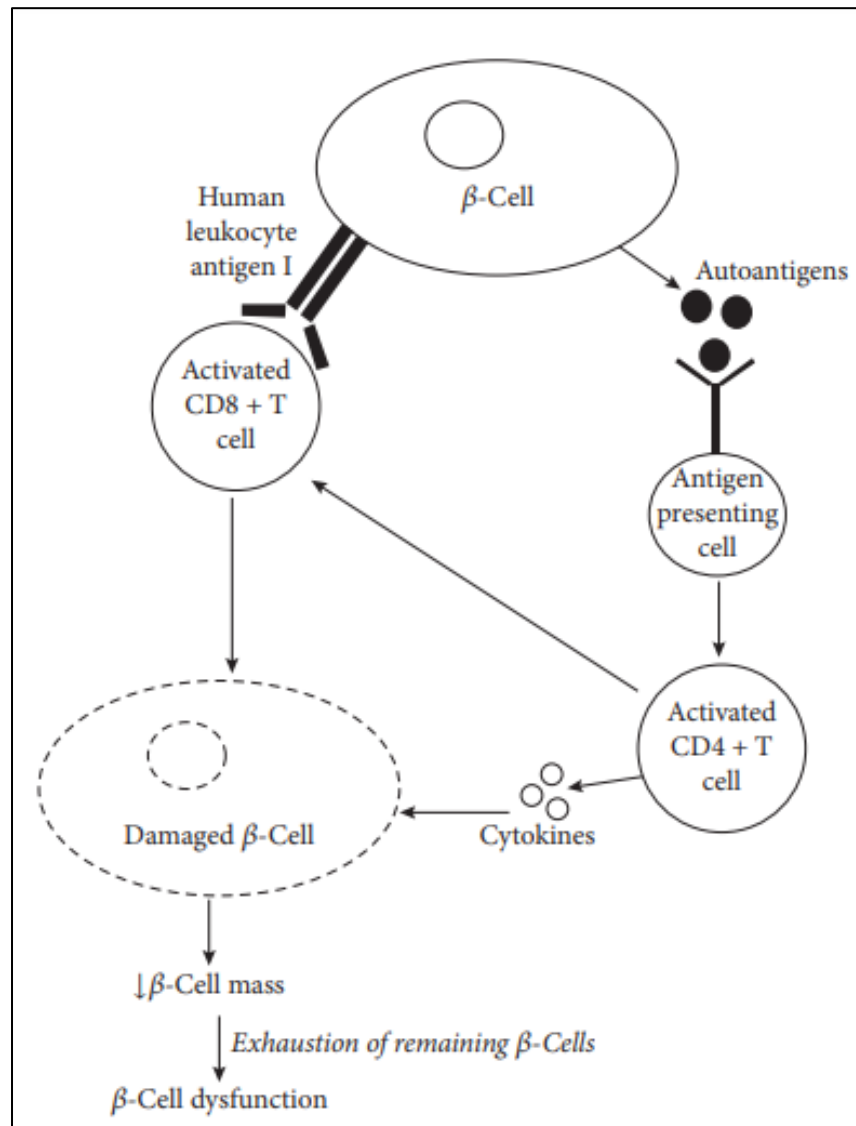 β-Cell
Human
leukocyte
antigen I
Autoantigens
Activated
CD8 + T
cell
Antigen
presenting
cell
Activated
CD4 + T
cell
Cytokines
Damaged β-Cell
↓β-Cell mass
Exhaustion of remaining β-Cells
β-Cell dysfunction